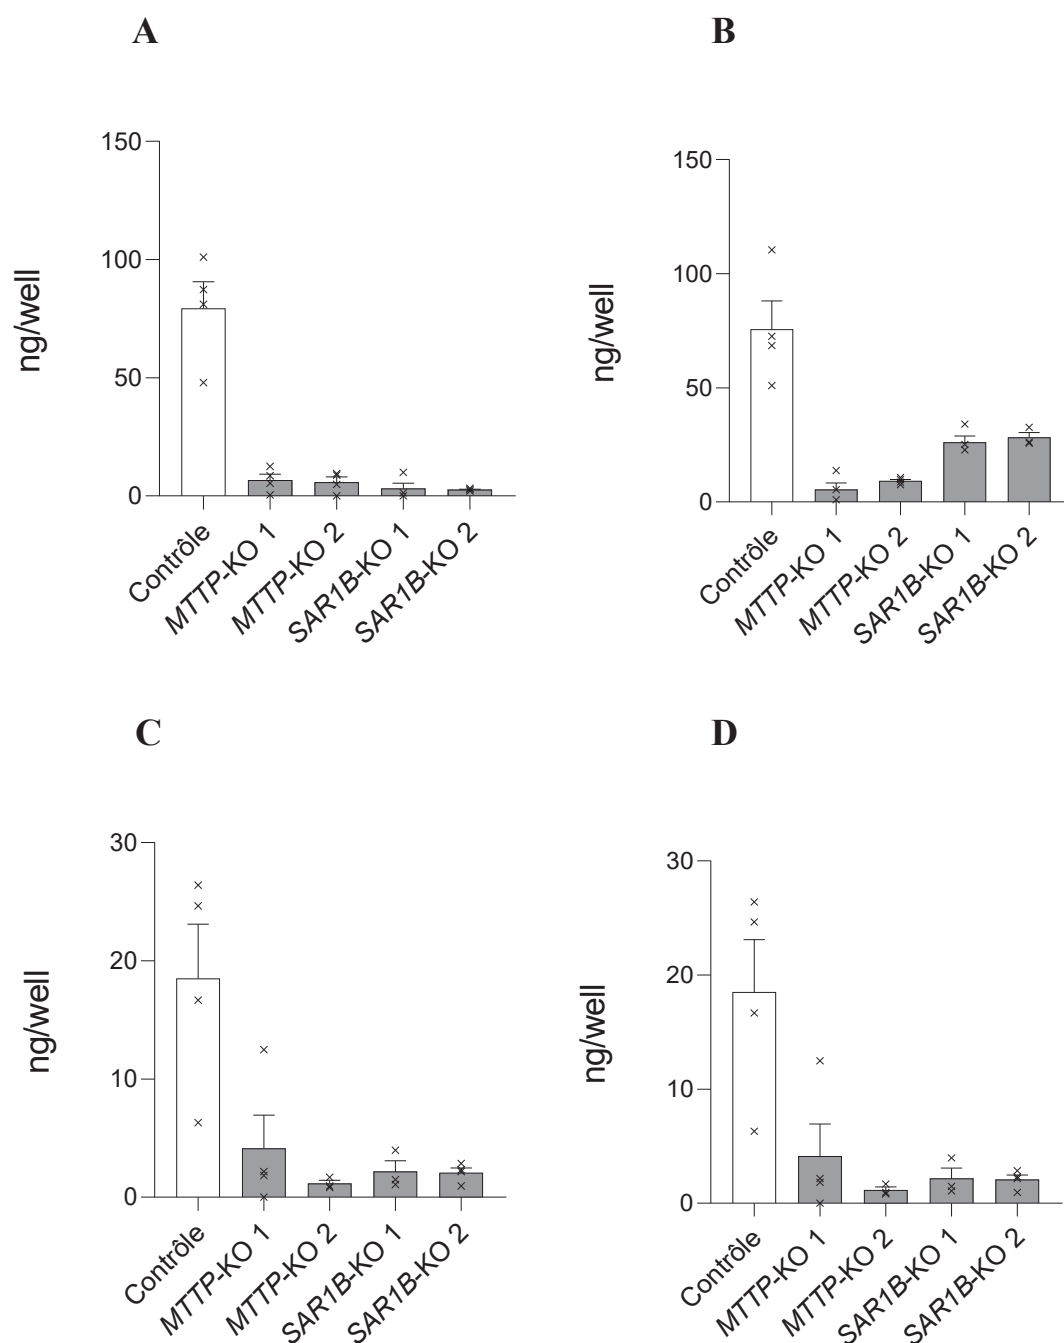 A
150
100
50
0
ng/well
Contrôle
MTTP-KO 1
MTTP-KO 2
SAR1B-KO 1
SAR1B-KO 2
B
150
100
50
0
ng/well
Contrôle
MTTP-KO 1
MTTP-KO 2
SAR1B-KO 1
SAR1B-KO 2
C
30
20
10
0
ng/well
Contrôle
MTTP-KO 1
MTTP-KO 2
SAR1B-KO 1
SAR1B-KO 2
D
30
20
10
0
ng/well
Contrôle
MTTP-KO 1
MTTP-KO 2
SAR1B-KO 1
SAR1B-KO 2